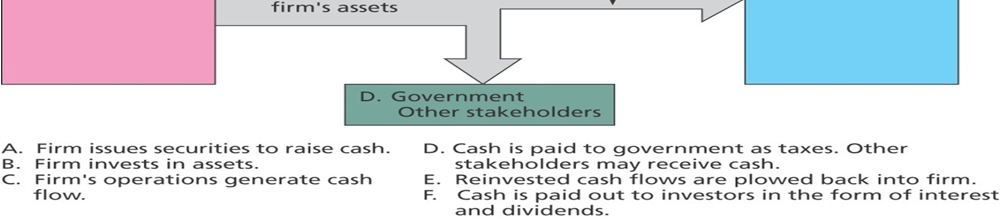 firm's assets
D. Government
Other stakeholders
A. Firm issues securities to raise cash.
B. Firm invests in assets.
C. Firm's operations generate cash
flow.
D. Cash is paid to government as taxes. Other
stakeholders may receive cash.
E. Reinvested cash flows are plowed back into firm.
F. Cash is paid out to investors in the form of interest
and dividends.